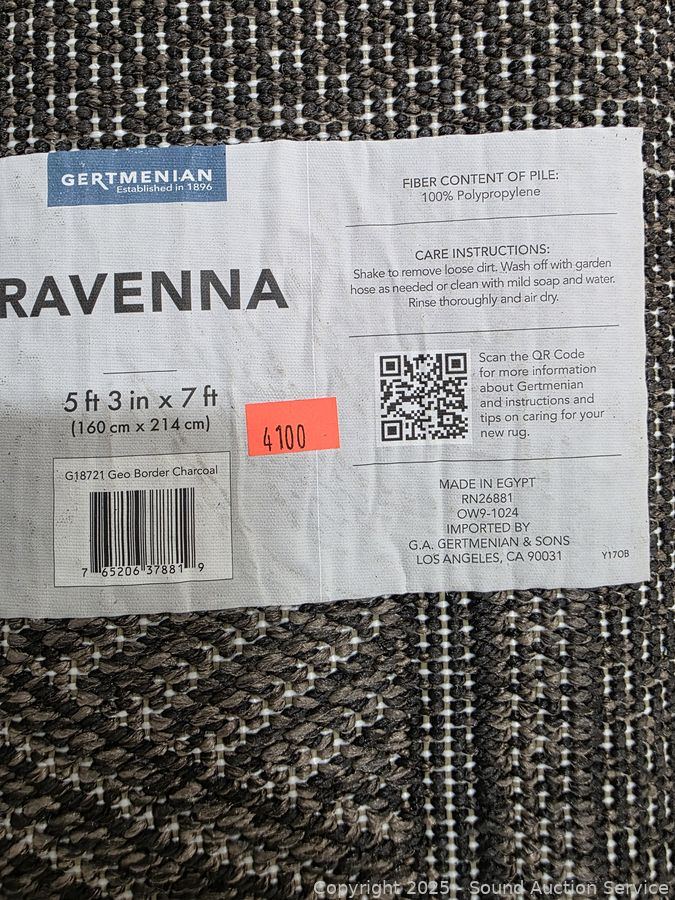 GERTMENIAN
Established in 1896
RAVENNA
5 ft 3 in x 7 ft
(160 cm x 214 cm)
4100
G18721 Geo Border Charcoal
7 65206 37881 9
FIBER CONTENT OF PILE:
100% Polypropylene
CARE INSTRUCTIONS:
Shake to remove loose dirt. Wash off with garden
hose as needed or clean with mild soap and water.
Rinse thoroughly and air dry.
Scan the QR Code
for more information
about Gertmenian
and instructions and
tips on caring for your
new rug.
MADE IN EGYPT
RN26881
OW9-1024
IMPORTED BY
G.A. GERTMENIAN & SONS
LOS ANGELES, CA 90031
Y17OB
Copyright 2025 - Sound Auction Service